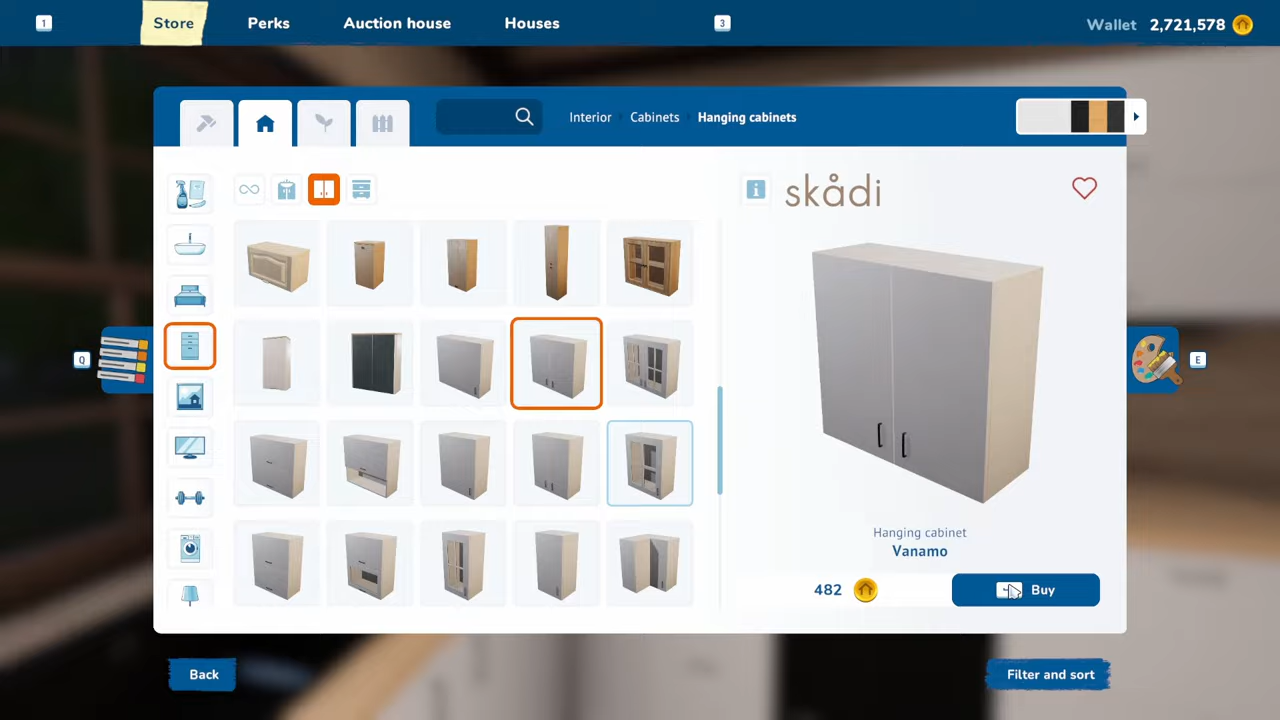 1
Store
Perks
Auction house
Houses
3
Wallet 2,721,578
Interior Cabinets Hanging cabinets
skådi
Q
E
Hanging cabinet
Vanamo
482
Buy
Back
Filter and sort